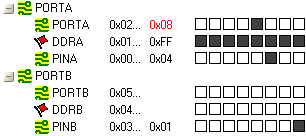 PORTA
PORTA 0x02... 0x08
DDRA 0x01... 0xFF
PINA 0x00... 0x04
PORTB
PORTB 0x05...
DDRB 0x04...
PINB 0x03... 0x01